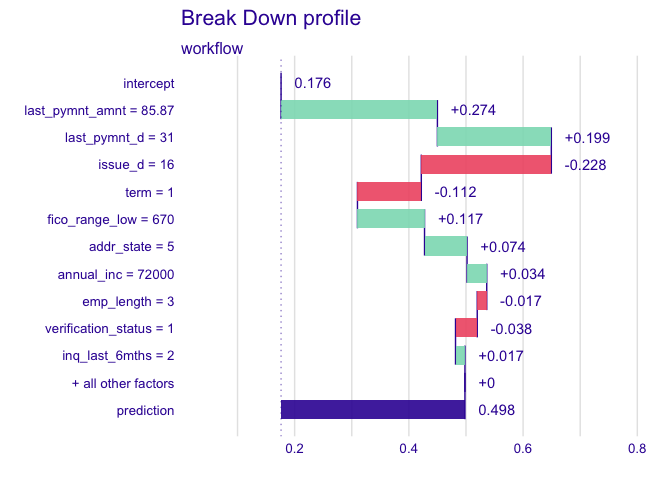 Break Down profile
workflow
intercept 0.176
last_pymnt_amnt = 85.87 +0.274
last_pymnt_d = 31 +0.199
issue_d = 16 -0.228
term = 1 -0.112
fico_range_low = 670 +0.117
addr_state = 5 +0.074
annual_inc = 72000 +0.034
emp_length = 3 -0.017
verification_status = 1 -0.038
inq_last_6mths = 2 +0.017
+ all other factors +0
prediction 0.498
0.2 0.4 0.6 0.8